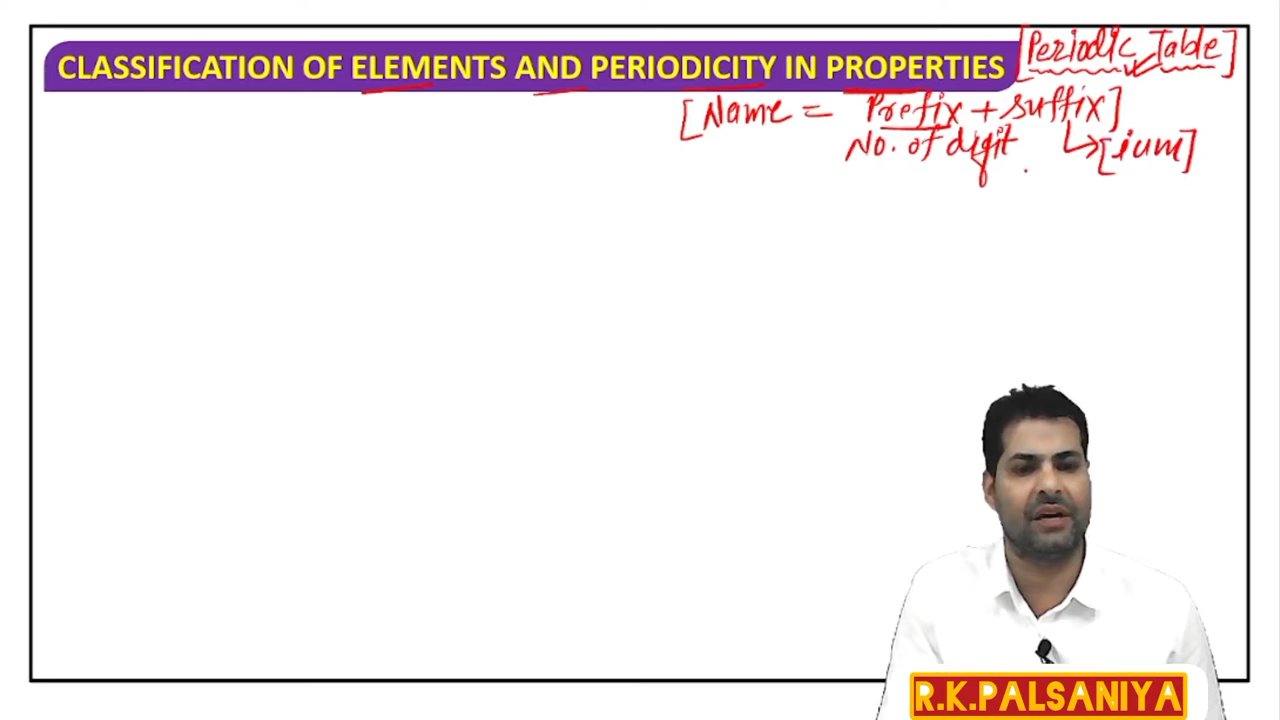 CLASSIFICATION OF ELEMENTS AND PERIODICITY IN PROPERTIES [Periodic Table]
[Name = Prefix + suffix]
No. of digit ↳ [ium]
R.K.PALSANIYA